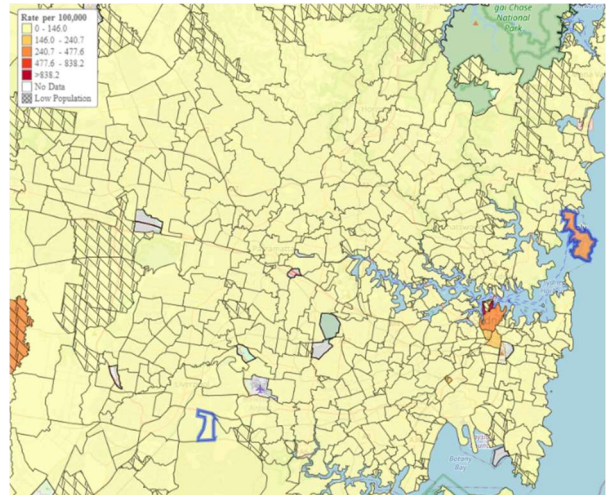 Rate per 100,000
0 - 146.0
146.0 - 240.7
240.7 - 477.6
477.6 - 838.2
>838.2
No Data
Low Population
gai Chase
National
Park
Botany
Bay